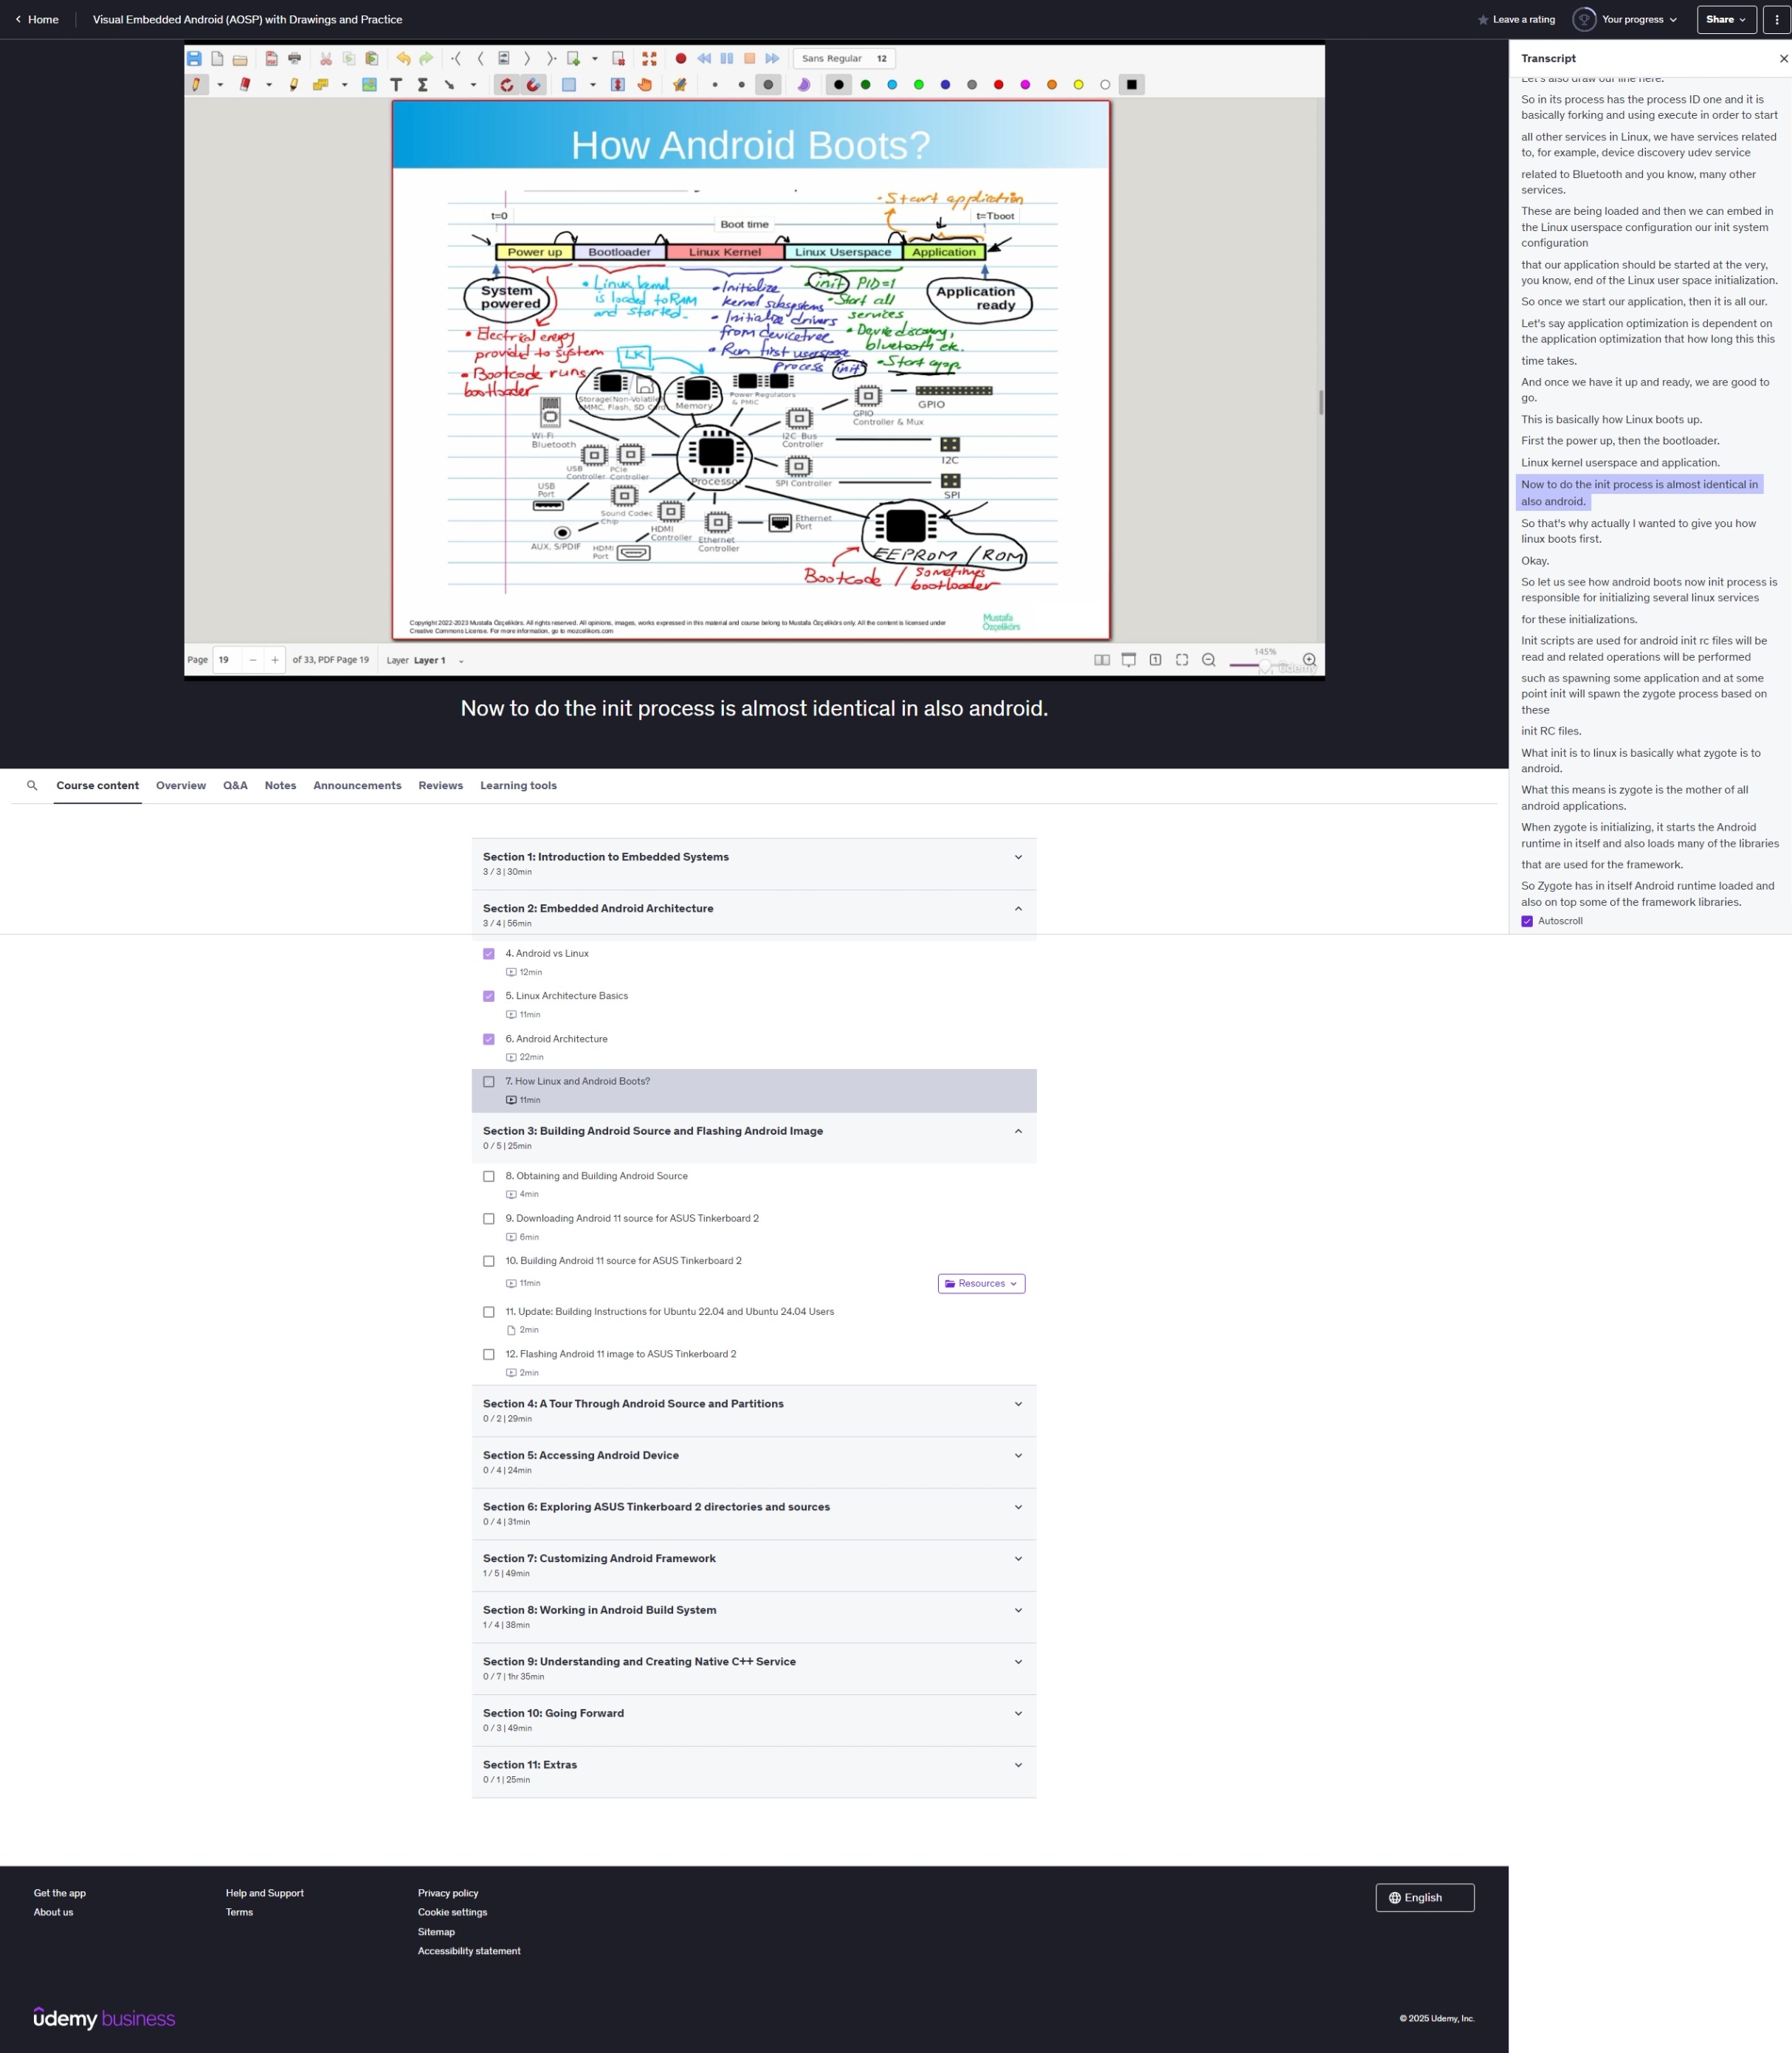 Home
Visual Embedded Android (AOSP) with Drawings and Practice
Leave a rating
Your progress
Share
Sans Regular 12
How Android Boots?
- Start application
t=0
Boot time
t=Tboot
Power up
Bootloader
Linux Kernel
Linux Userspace
Application
System
powered
• Linux kernel
is loaded to RAM
and started.
• Initialize
kernel subsystems
• Initialize drivers
from devicetree
• Run first userspace
process init
init PID=1
• Start all
services
• Device discovery,
bluetooth etc.
• Start app.
Application
ready
• Electrical energy
provided to system
• Bootcode runs
bootloader
LK
Storage(Non-Volatile
eMMC, Flash, SD Card
Memory
Power Regulators
& PMIC
GPIO
Controller & Mux
GPIO
Wi-Fi
Bluetooth
I2C Bus
Controller
I2C
USB
Controller
PCIe
Controller
Processor
SPI Controller
SPI
USB
Port
Sound Codec
Chip
HDMI
Controller
Ethernet
Controller
Ethernet
Port
AUX, S/PDIF
HDMI
Port
EEPROM / ROM
Bootcode / Sometimes
bootloader
Copyright 2022-2023 Mustafa Özçelikörs. All rights reserved. All opinions, images, works expressed in this material and course belong to Mustafa Özçelikörs only. All the content is licensed under
Creative Commons License. For more information, go to mozcelikors.com
Mustafa
Özçelikörs
Page 19 − + of 33, PDF Page 19 Layer Layer 1
145%
udemy
Now to do the init process is almost identical in also android.
Transcript
Let's also draw our line here.
So in its process has the process ID one and it is
basically forking and using execute in order to start
all other services in Linux, we have services related
to, for example, device discovery udev service
related to Bluetooth and you know, many other
services.
These are being loaded and then we can embed in
the Linux userspace configuration our init system
configuration
that our application should be started at the very,
you know, end of the Linux user space initialization.
So once we start our application, then it is all our.
Let's say application optimization is dependent on
the application optimization that how long this this
time takes.
And once we have it up and ready, we are good to
go.
This is basically how Linux boots up.
First the power up, then the bootloader.
Linux kernel userspace and application.
Now to do the init process is almost identical in
also android.
So that's why actually I wanted to give you how
linux boots first.
Okay.
So let us see how android boots now init process is
responsible for initializing several linux services
for these initializations.
Init scripts are used for android init rc files will be
read and related operations will be performed
such as spawning some application and at some
point init will spawn the zygote process based on
these
init RC files.
What init is to linux is basically what zygote is to
android.
What this means is zygote is the mother of all
android applications.
When zygote is initializing, it starts the Android
runtime in itself and also loads many of the libraries
that are used for the framework.
So Zygote has in itself Android runtime loaded and
also on top some of the framework libraries.
Autoscroll
Course content
Overview
Q&A
Notes
Announcements
Reviews
Learning tools
Section 1: Introduction to Embedded Systems
3 / 3 | 30min
Section 2: Embedded Android Architecture
3 / 4 | 56min
4. Android vs Linux
12min
5. Linux Architecture Basics
11min
6. Android Architecture
22min
7. How Linux and Android Boots?
11min
Section 3: Building Android Source and Flashing Android Image
0 / 5 | 25min
8. Obtaining and Building Android Source
4min
9. Downloading Android 11 source for ASUS Tinkerboard 2
6min
10. Building Android 11 source for ASUS Tinkerboard 2
11min
Resources
11. Update: Building Instructions for Ubuntu 22.04 and Ubuntu 24.04 Users
2min
12. Flashing Android 11 image to ASUS Tinkerboard 2
2min
Section 4: A Tour Through Android Source and Partitions
0 / 2 | 29min
Section 5: Accessing Android Device
0 / 4 | 24min
Section 6: Exploring ASUS Tinkerboard 2 directories and sources
0 / 4 | 31min
Section 7: Customizing Android Framework
1 / 5 | 49min
Section 8: Working in Android Build System
1 / 4 | 38min
Section 9: Understanding and Creating Native C++ Service
0 / 7 | 1hr 35min
Section 10: Going Forward
0 / 3 | 49min
Section 11: Extras
0 / 1 | 25min
Get the app
About us
Help and Support
Terms
Privacy policy
Cookie settings
Sitemap
Accessibility statement
English
udemy business
© 2025 Udemy, Inc.